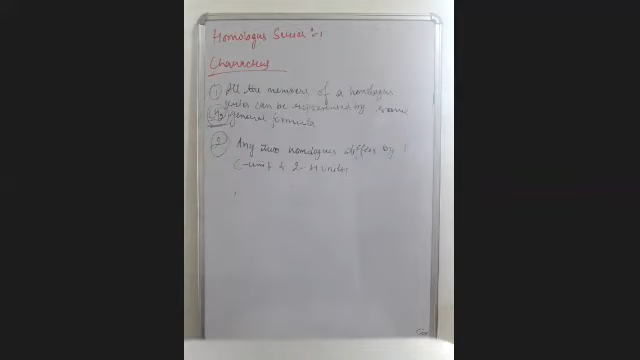 Homologus Series :-
Characters
① All the members of a homologus
series can be represented by same
CH2 general formula
② Any two homologus differs by 1
C-unit & 2-H units